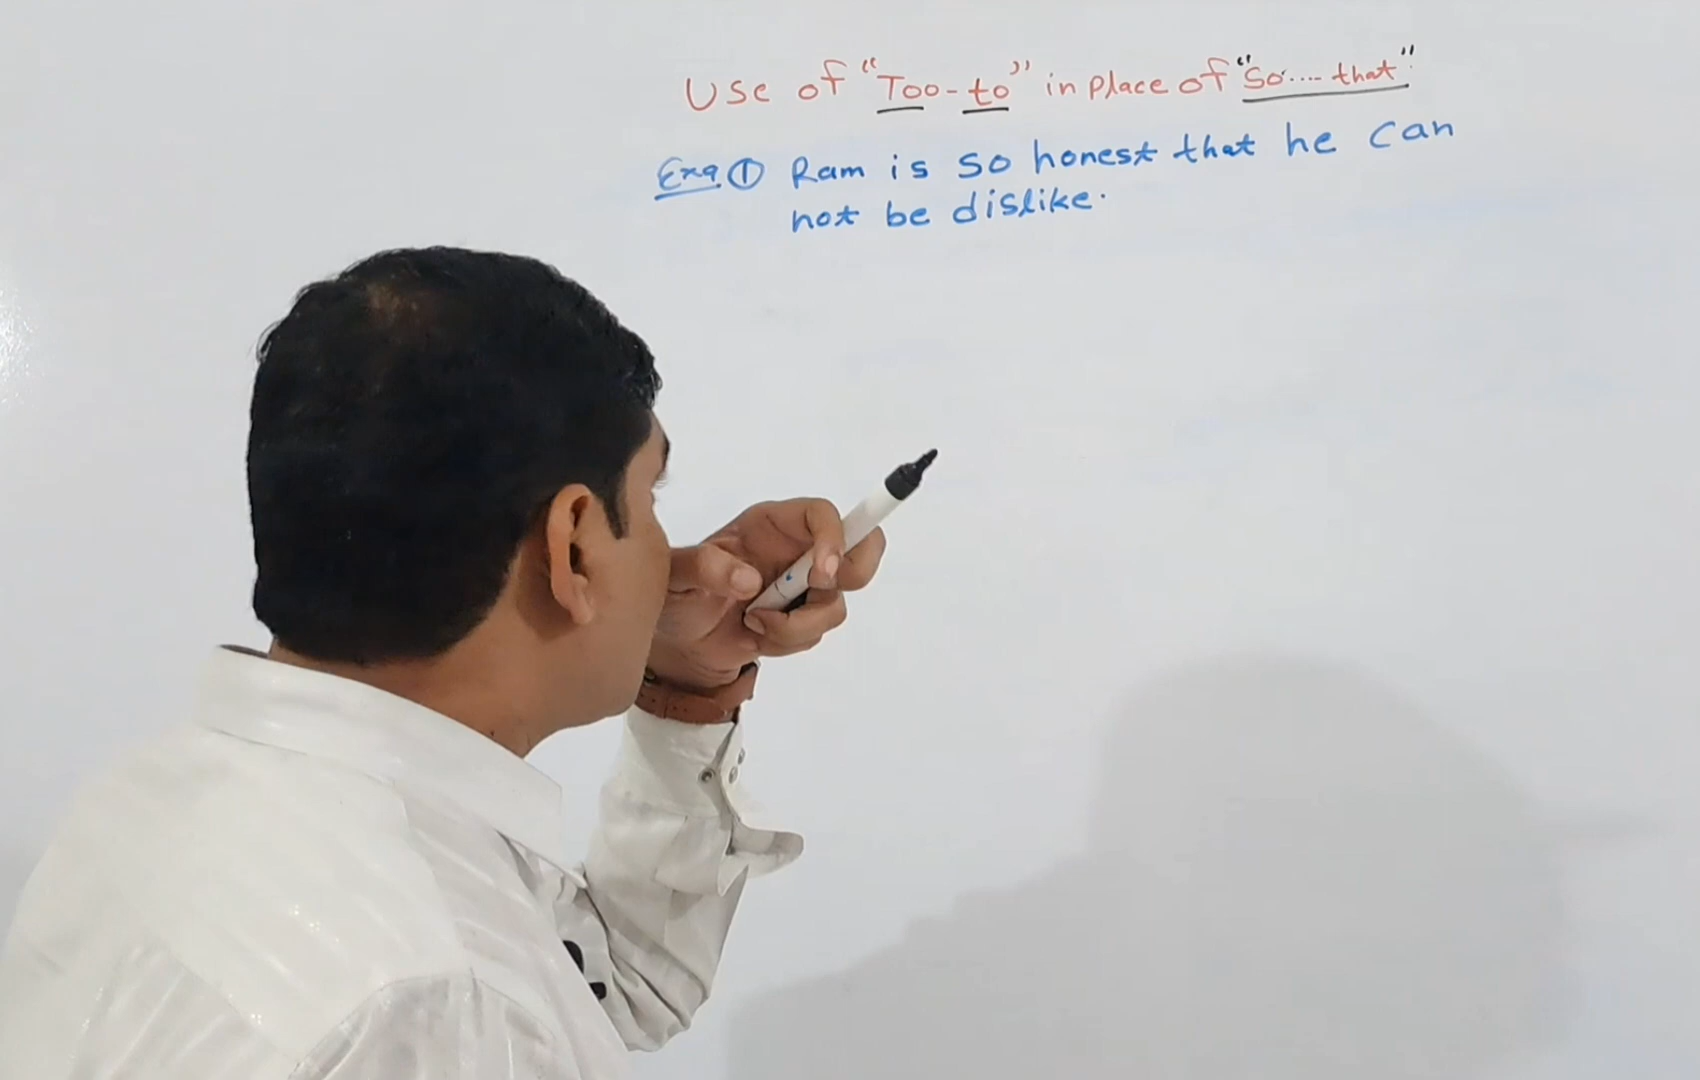 Use of "Too-to" in place of "so.... that"
Exa ① Ram is so honest that he can
not be dislike.